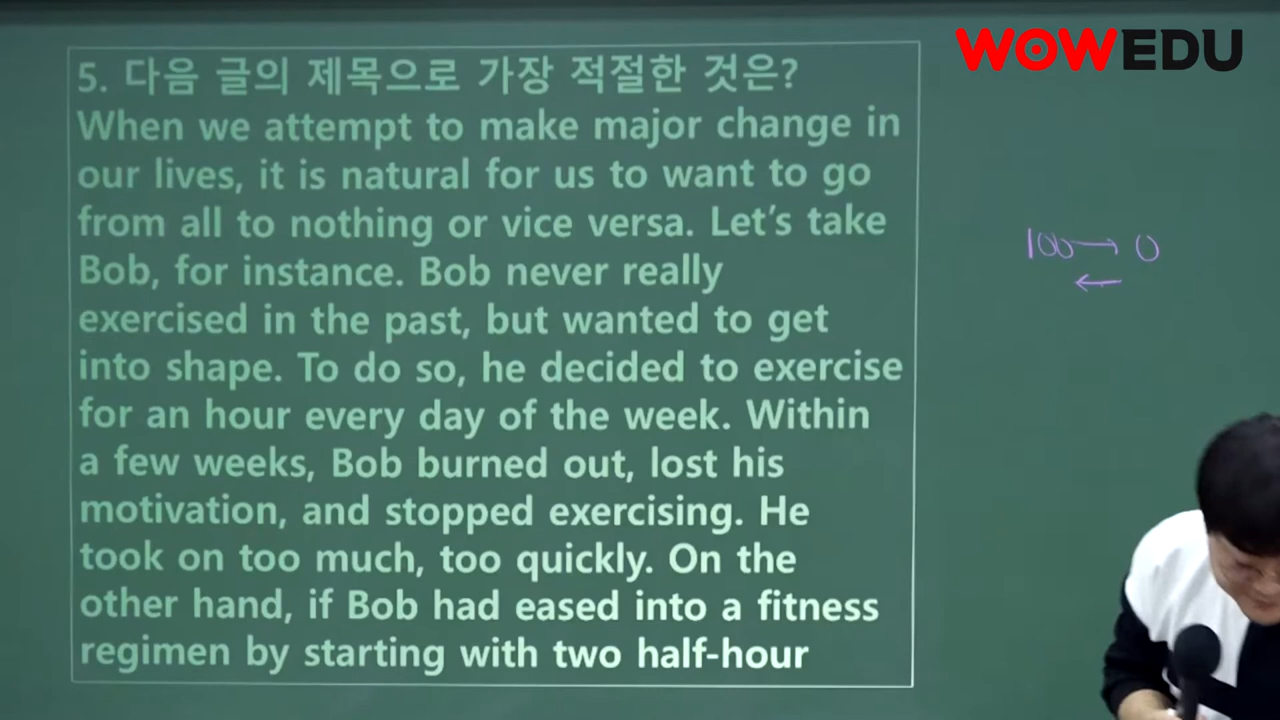 WOWEDU
5. 다음 글의 제목으로 가장 적절한 것은?
When we attempt to make major change in
our lives, it is natural for us to want to go
from all to nothing or vice versa. Let's take
Bob, for instance. Bob never really
exercised in the past, but wanted to get
into shape. To do so, he decided to exercise
for an hour every day of the week. Within
a few weeks, Bob burned out, lost his
motivation, and stopped exercising. He
took on too much, too quickly. On the
other hand, if Bob had eased into a fitness
regimen by starting with two half-hour
100 → 0
←